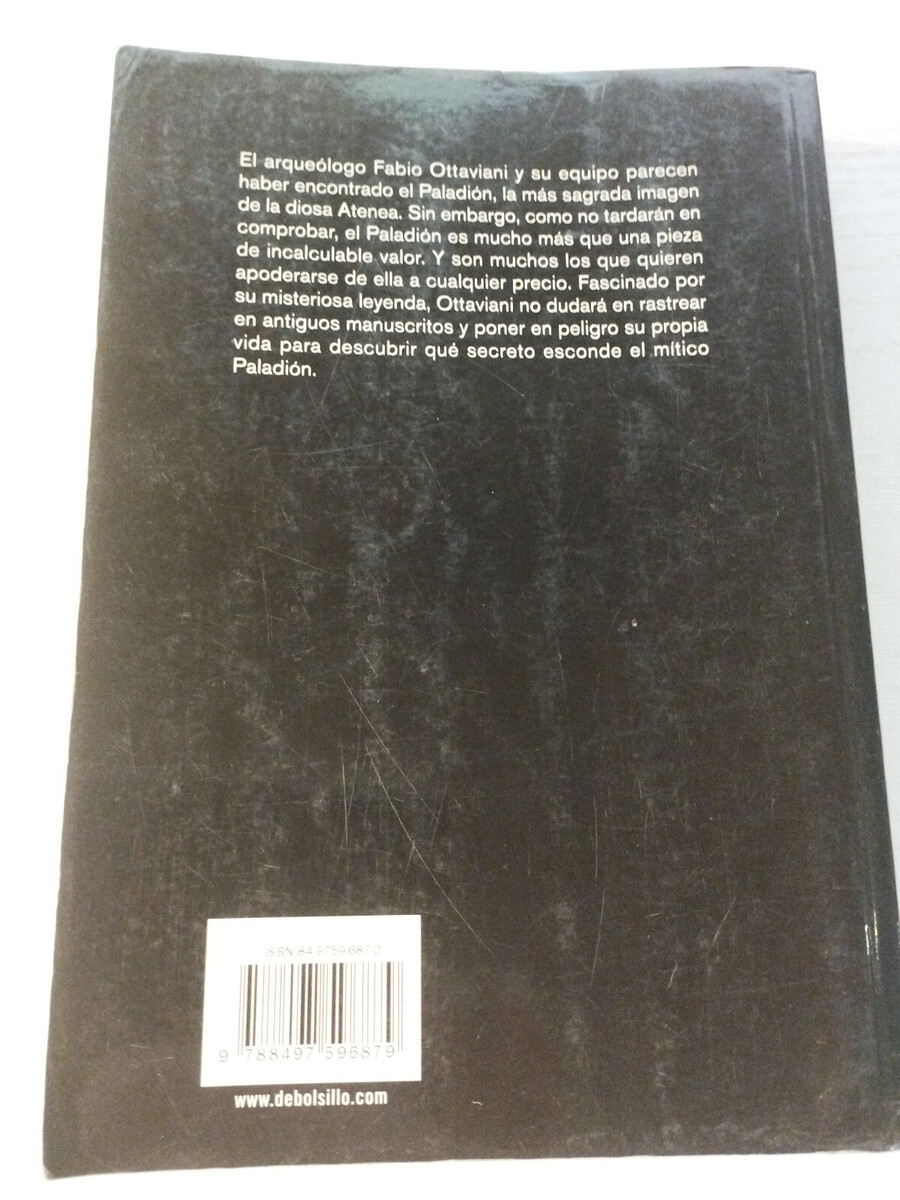 El arqueólogo Fabio Ottaviani y su equipo parecen
haber encontrado el Paladión, la más sagrada imagen
de la diosa Atenea. Sin embargo, como no tardarán en
comprobar, el Paladión es mucho más que una pieza
de incalculable valor. Y son muchos los que quieren
apoderarse de ella a cualquier precio. Fascinado por
su misteriosa leyenda, Ottaviani no dudará en rastrear
en antiguos manuscritos y poner en peligro su propia
vida para descubrir qué secreto esconde el mítico
Paladión.
ISBN 84-9759-687-0
9 788497 596879
www.debolsillo.com